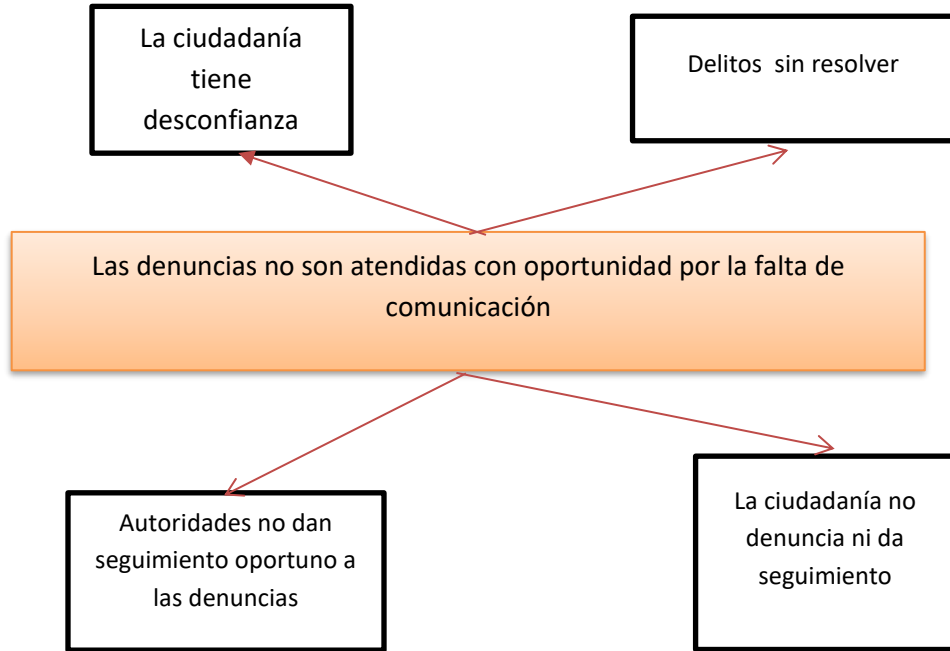 La ciudadanía
tiene
desconfianza
Delitos sin resolver
Las denuncias no son atendidas con oportunidad por la falta de
comunicación
Autoridades no dan
seguimiento oportuno a
las denuncias
La ciudadanía no
denuncia ni da
seguimiento